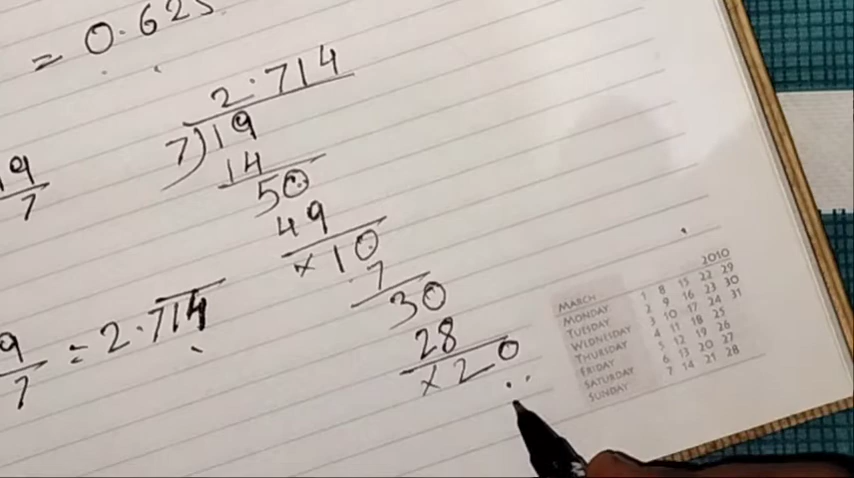 = 0.625
2.714
7)19
19/7
14
50
49
×10
7
30
28
×20
..
9/7 = 2.714
2010
MARCH
MONDAY 1 8 15 22 29
TUESDAY 2 9 16 23 30
WEDNESDAY 3 10 17 24 31
THURSDAY 4 11 18 25
FRIDAY 5 12 19 26
SATURDAY 6 13 20 27
SUNDAY 7 14 21 28